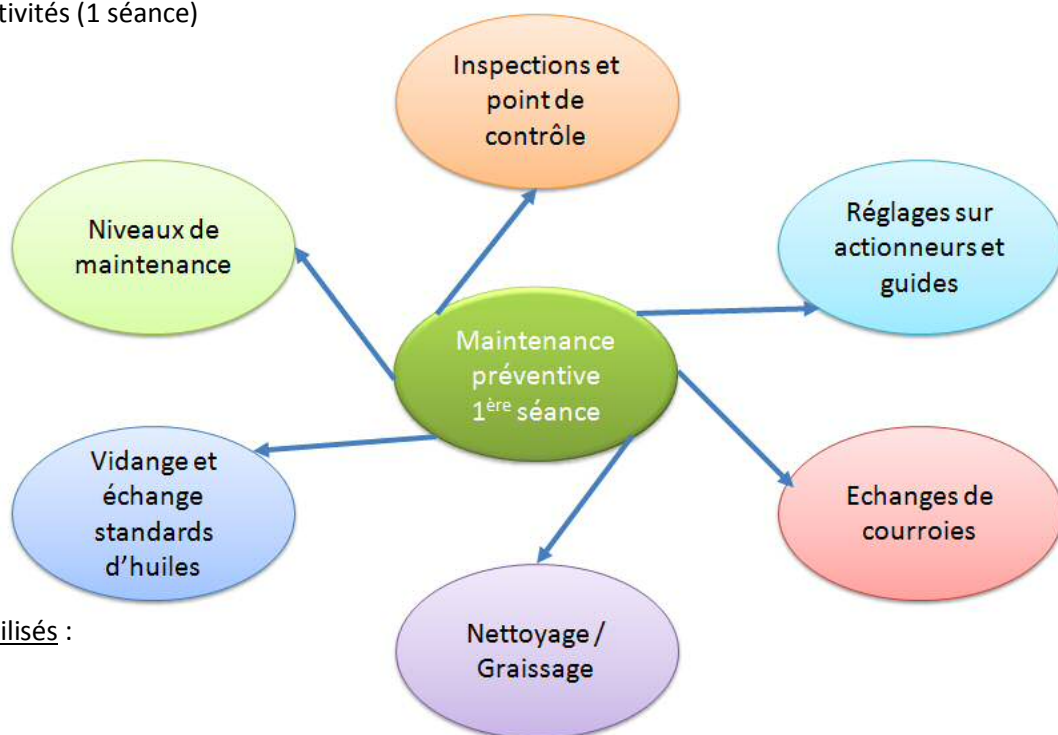 tivités (1 séance)
Inspections et
point de
contrôle
Niveaux de
maintenance
Réglages sur
actionneurs et
guides
Maintenance
préventive
1ère séance
Vidange et
échange
standards
d’huiles
Echanges de
courroies
Nettoyage /
Graissage
ilisés :